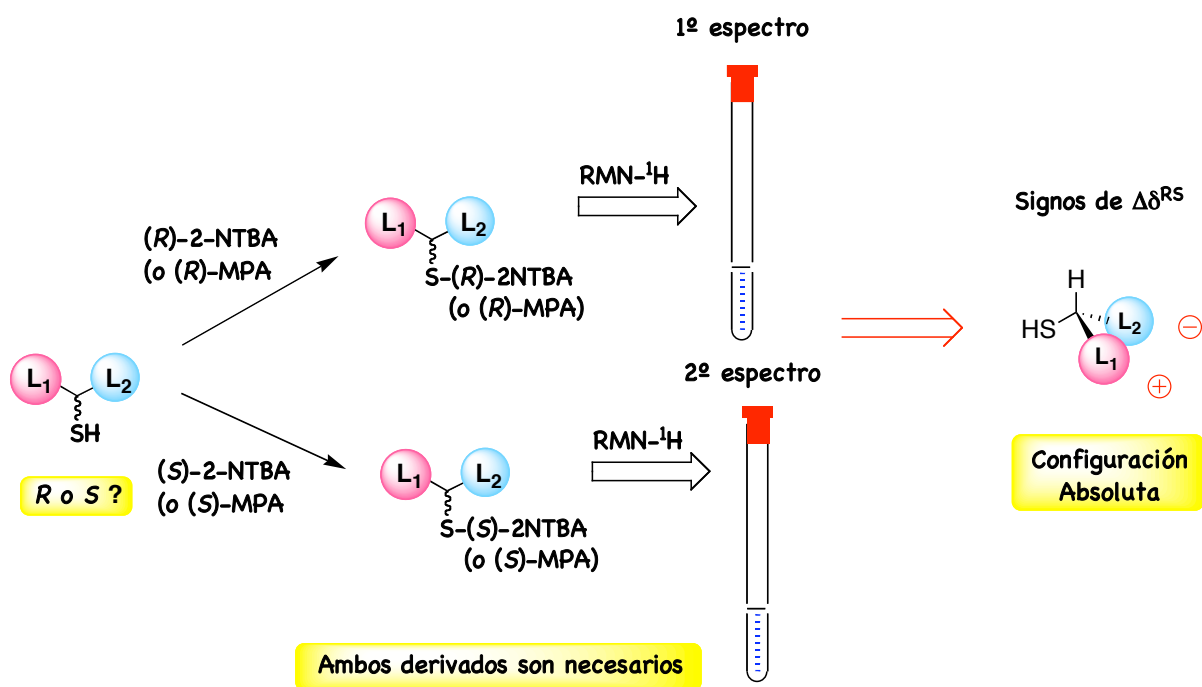 1º espectro
RMN-¹H
Signos de Δδᴿˢ
(R)-2-NTBA
(o (R)-MPA
L₁ L₂
S-(R)-2NTBA
(o (R)-MPA)
H
HS
L₂
L₁
−
+
L₁ L₂
SH
R o S ?
2º espectro
(S)-2-NTBA
(o (S)-MPA
L₁ L₂
S-(S)-2NTBA
(o (S)-MPA)
RMN-¹H
Configuración
Absoluta
Ambos derivados son necesarios